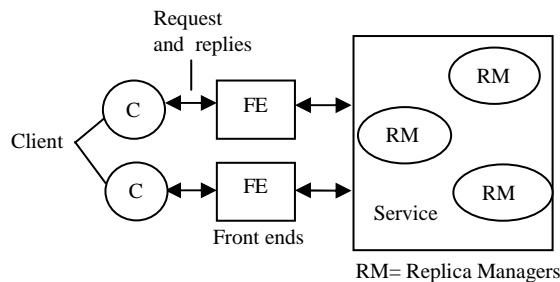 Request
and replies
C
FE
RM
RM
Client
C
FE
RM
Service
Front ends
RM= Replica Managers